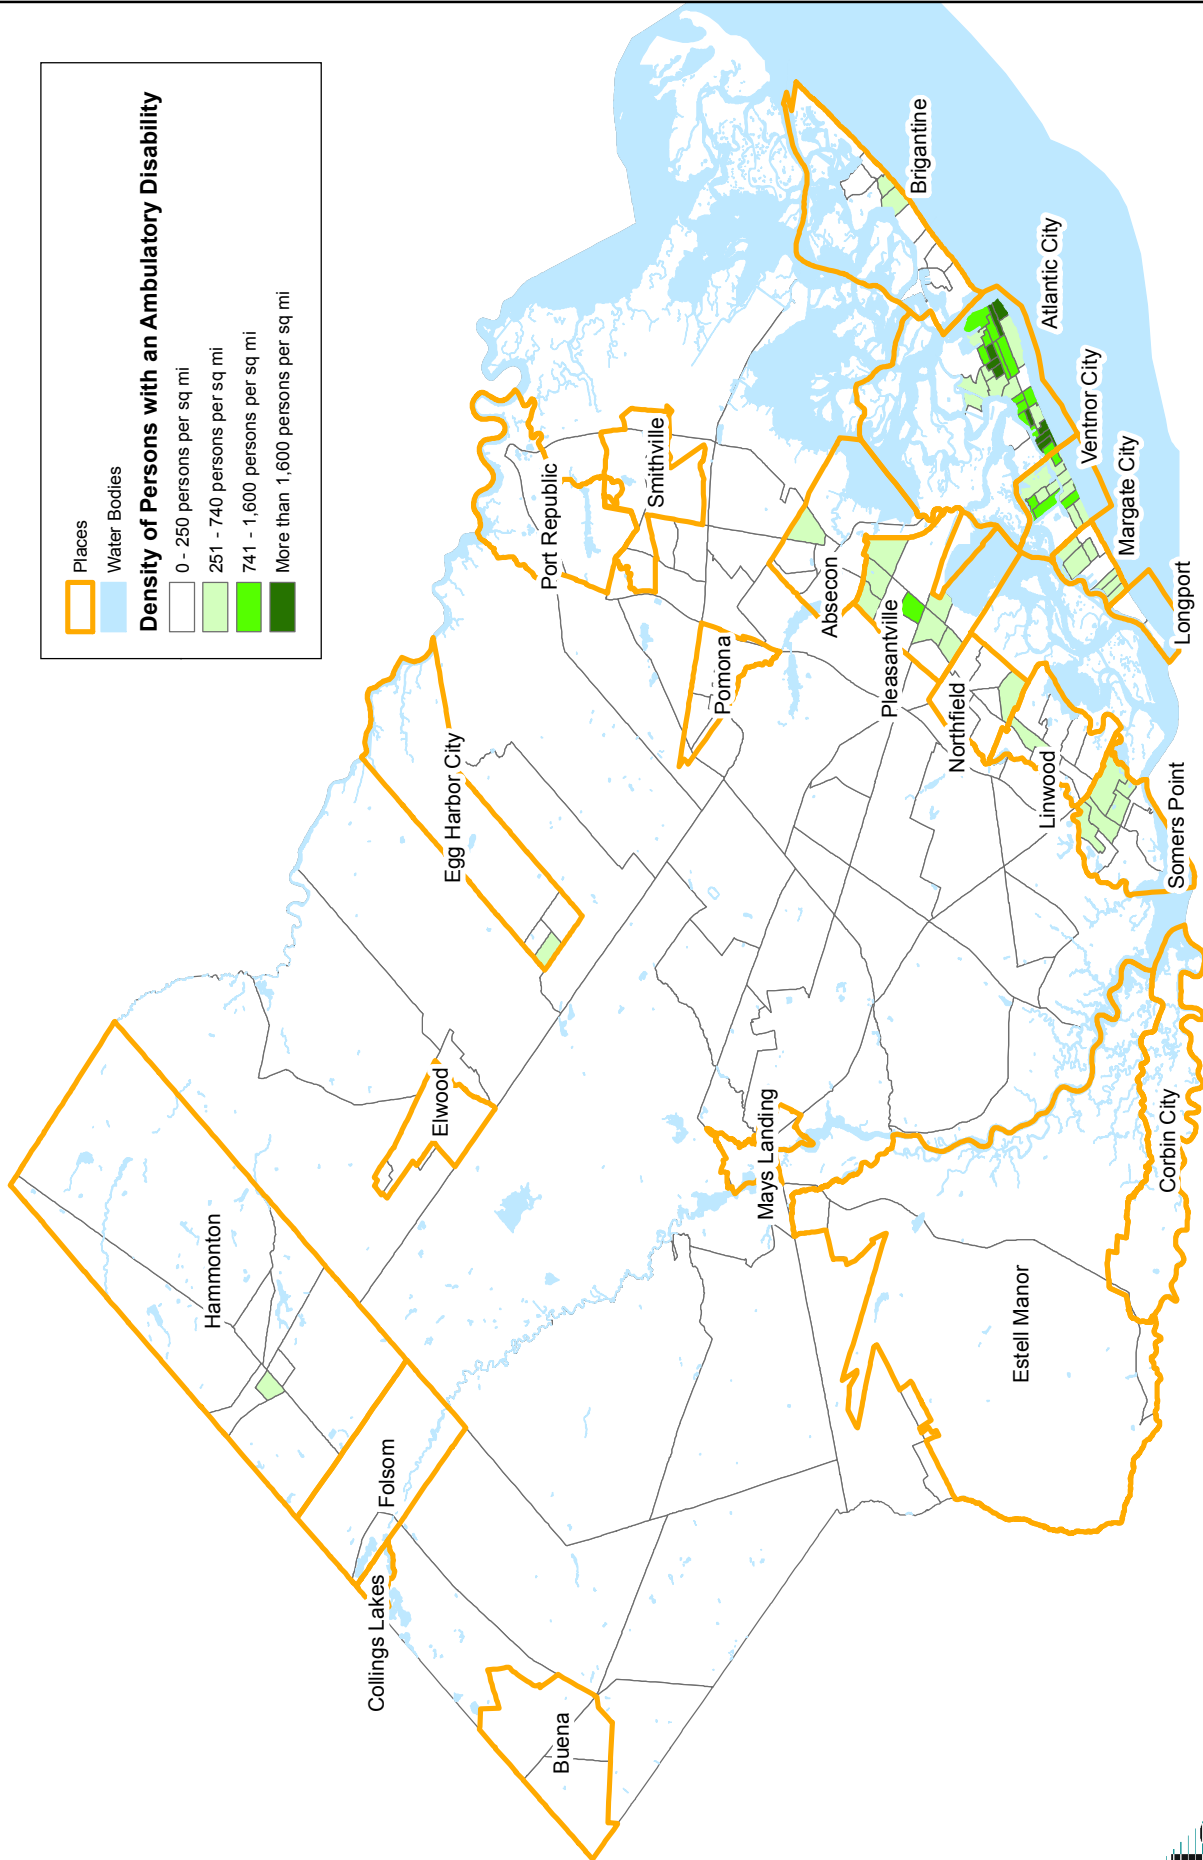 Places
Water Bodies
Density of Persons with an Ambulatory Disability
0 - 250 persons per sq mi
251 - 740 persons per sq mi
741 - 1,600 persons per sq mi
More than 1,600 persons per sq mi
Hammonton
Folsom
Collings Lakes
Buena
Elwood
Egg Harbor City
Port Republic
Smithville
Pomona
Absecon
Pleasantville
Northfield
Linwood
Somers Point
Mays Landing
Estell Manor
Corbin City
Brigantine
Atlantic City
Ventnor City
Margate City
Longport